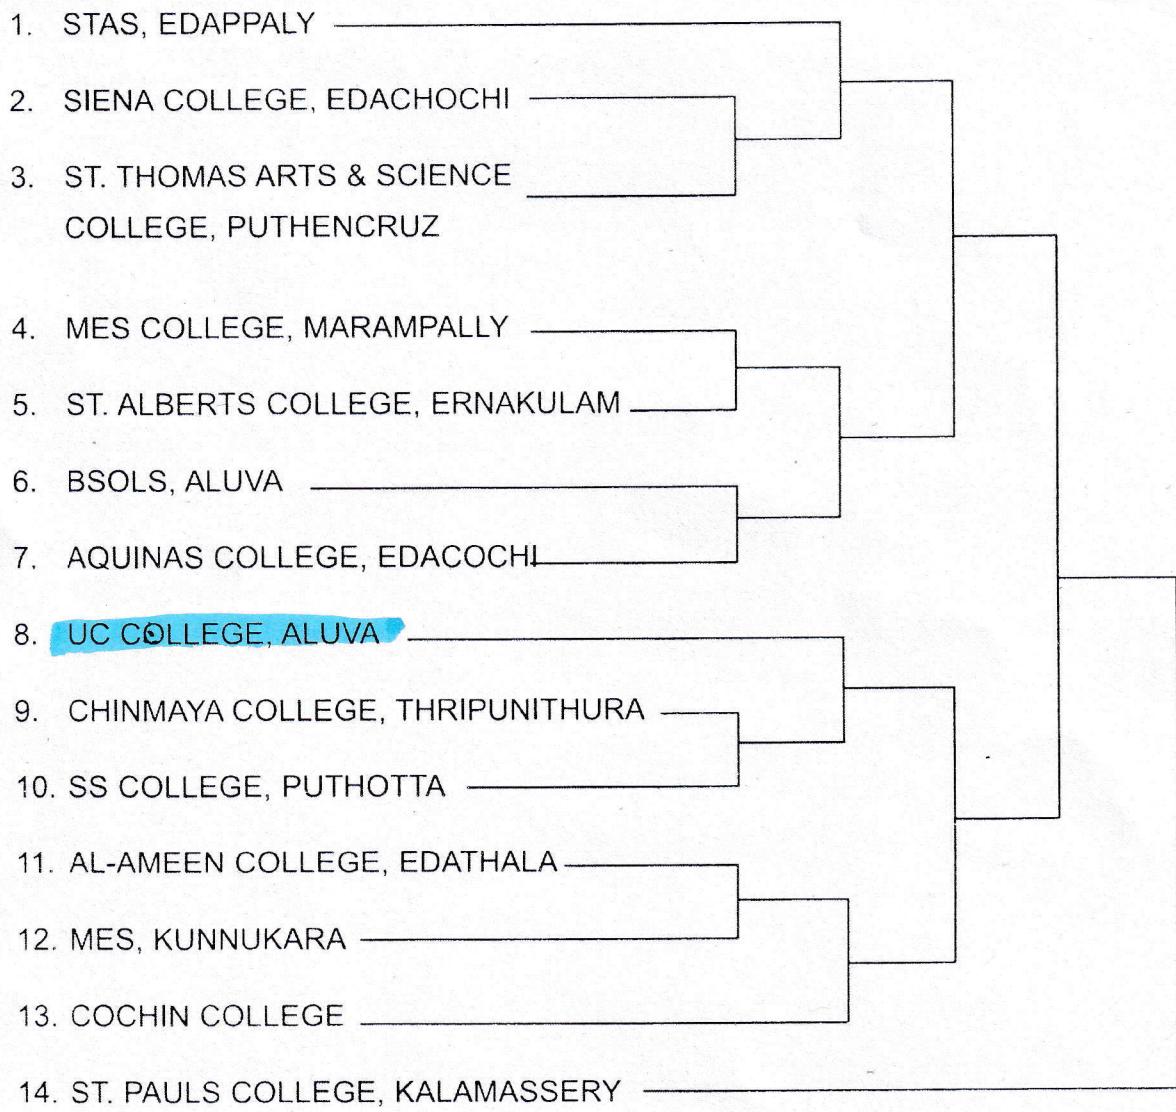 1. STAS, EDAPPALY
2. SIENA COLLEGE, EDACHOCHI
3. ST. THOMAS ARTS & SCIENCE
COLLEGE, PUTHENCRUZ
4. MES COLLEGE, MARAMPALLY
5. ST. ALBERTS COLLEGE, ERNAKULAM
6. BSOLS, ALUVA
7. AQUINAS COLLEGE, EDACOCHI
8. UC COLLEGE, ALUVA
9. CHINMAYA COLLEGE, THRIPUNITHURA
10. SS COLLEGE, PUTHOTTA
11. AL-AMEEN COLLEGE, EDATHALA
12. MES, KUNNUKARA
13. COCHIN COLLEGE
14. ST. PAULS COLLEGE, KALAMASSERY